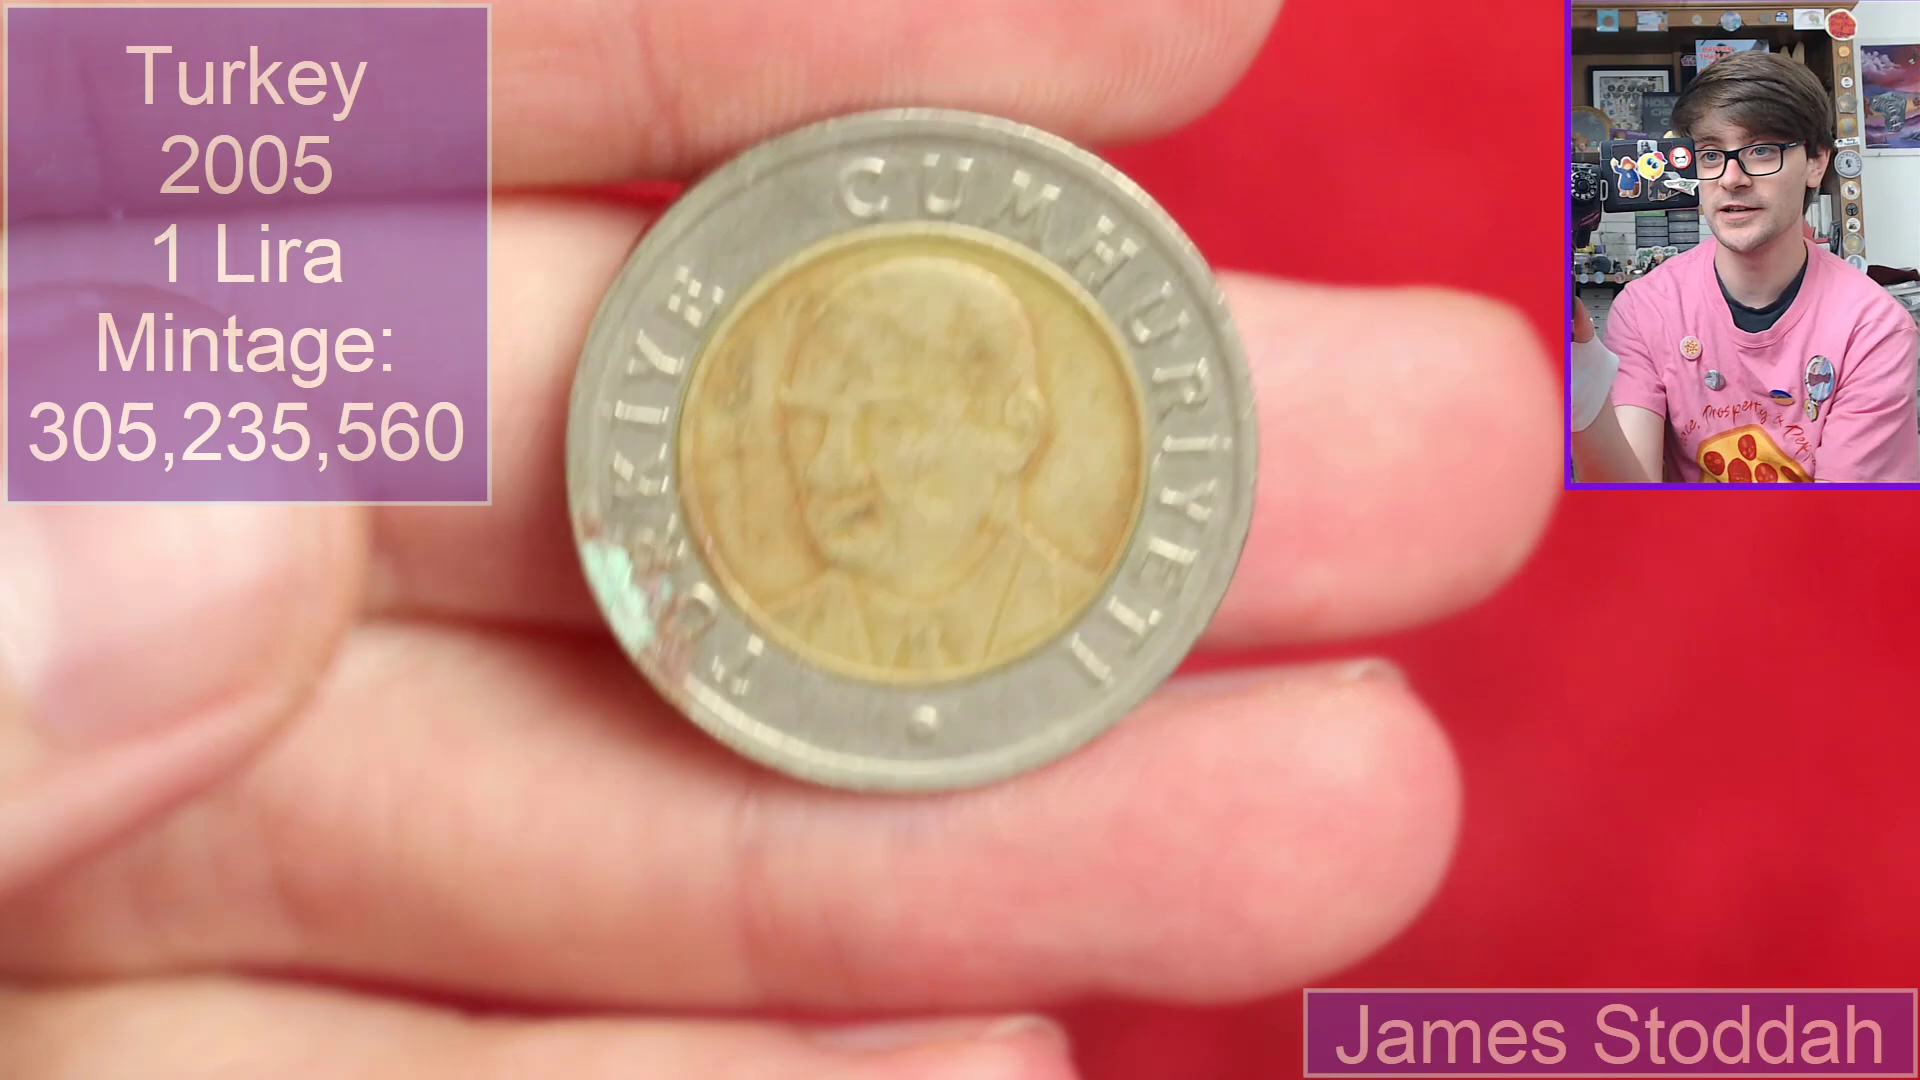 Turkey
2005
1 Lira
Mintage:
305,235,560
CUMHURİYETİ
James Stoddah